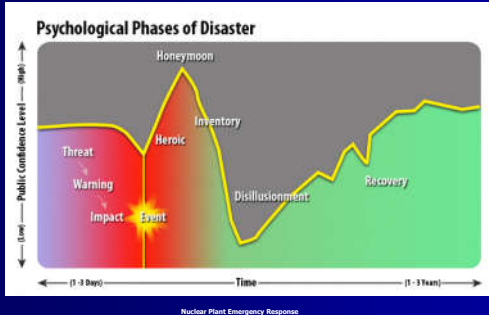 Psychological Phases of Disaster
Public Confidence Level
(High)
(Low)
Honeymoon
Inventory
Heroic
Threat
Warning
Impact
Event
Disillusionment
Recovery
(1 -3 Days)
Time
(1 - 3 Years)
Nuclear Plant Emergency Response